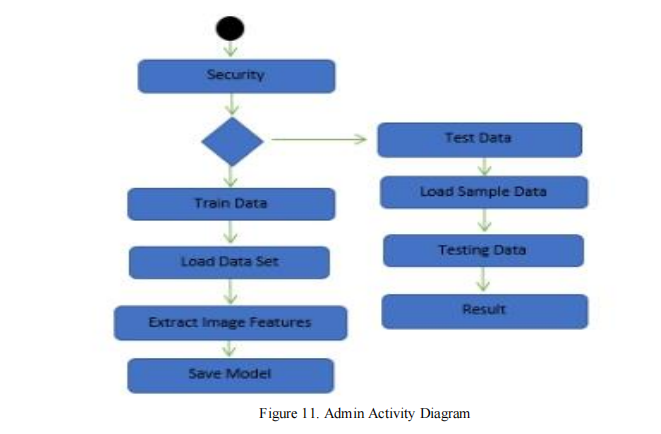 Security
Test Data
Train Data
Load Sample Data
Load Data Set
Testing Data
Extract Image Features
Result
Save Model
Figure 11. Admin Activity Diagram